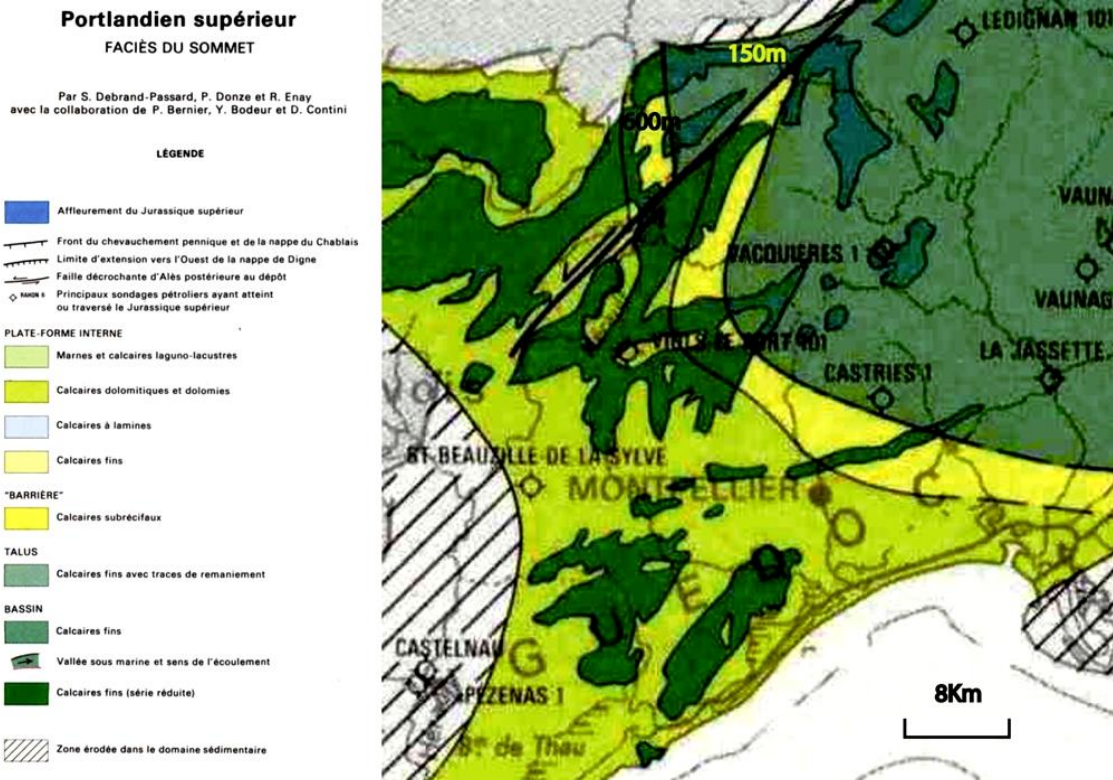 Portlandien supérieur
FACIÈS DU SOMMET
Par S. Debrand-Passard, P. Donze et R. Enay
avec la collaboration de P. Bernier, Y. Bodeur et D. Contini
LÉGENDE
Affleurement du Jurassique supérieur
Front du chevauchement pennique et de la nappe du Chablais
Limite d'extension vers l'Ouest de la nappe de Digne
Faille décrochante d'Alès postérieure au dépôt
Principaux sondages pétroliers ayant atteint
ou traversé le Jurassique supérieur
PLATE-FORME INTERNE
Marnes et calcaires laguno-lacustres
Calcaires dolomitiques et dolomies
Calcaires à lamines
Calcaires fins
"BARRIÈRE"
Calcaires subrécifaux
TALUS
Calcaires fins avec traces de remaniement
BASSIN
Calcaires fins
Vallée sous marine et sens de l'écoulement
Calcaires fins (série réduite)
Zone érodée dans le domaine sédimentaire
LEDIGNAN 101
150m
600m
VAUN
VACQUIERES 1
VAUNAG
LA JASSETTE
CASTRIES 1
ST BEAUZILLE DE LA SYLVE
MONTPELLIER
C
O
E
G
CASTELNAU
PEZENAS 1
Bin de Thau
8Km